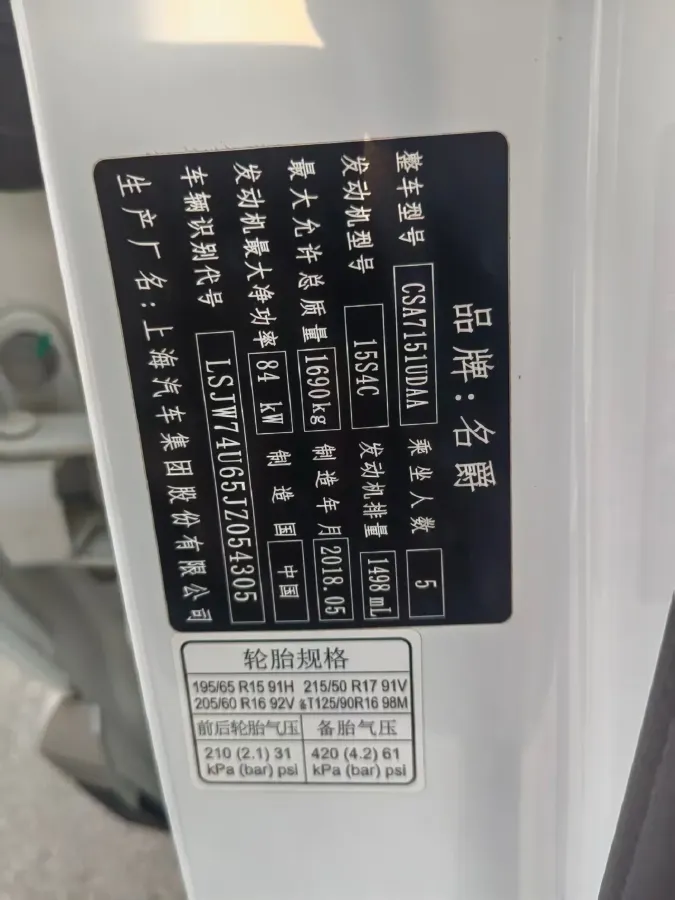 品牌:名爵
整车型号 CSA7151UDAA 乘坐人数 5
发动机型号 15S4C 发动机排量 1498mL
最大允许总质量 1690kg 制造年月 2018.05
发动机最大净功率 84 kW 制造国 中国
车辆识别代号 LSJW74U65JZ054305
生产厂名:上海汽车集团股份有限公司
轮胎规格
195/65 R15 91H 215/50 R17 91V
205/60 R16 92V &T125/90R16 98M
前后轮胎气压 备胎气压
210 (2.1) 31 420 (4.2) 61
kPa (bar) psi kPa (bar) psi